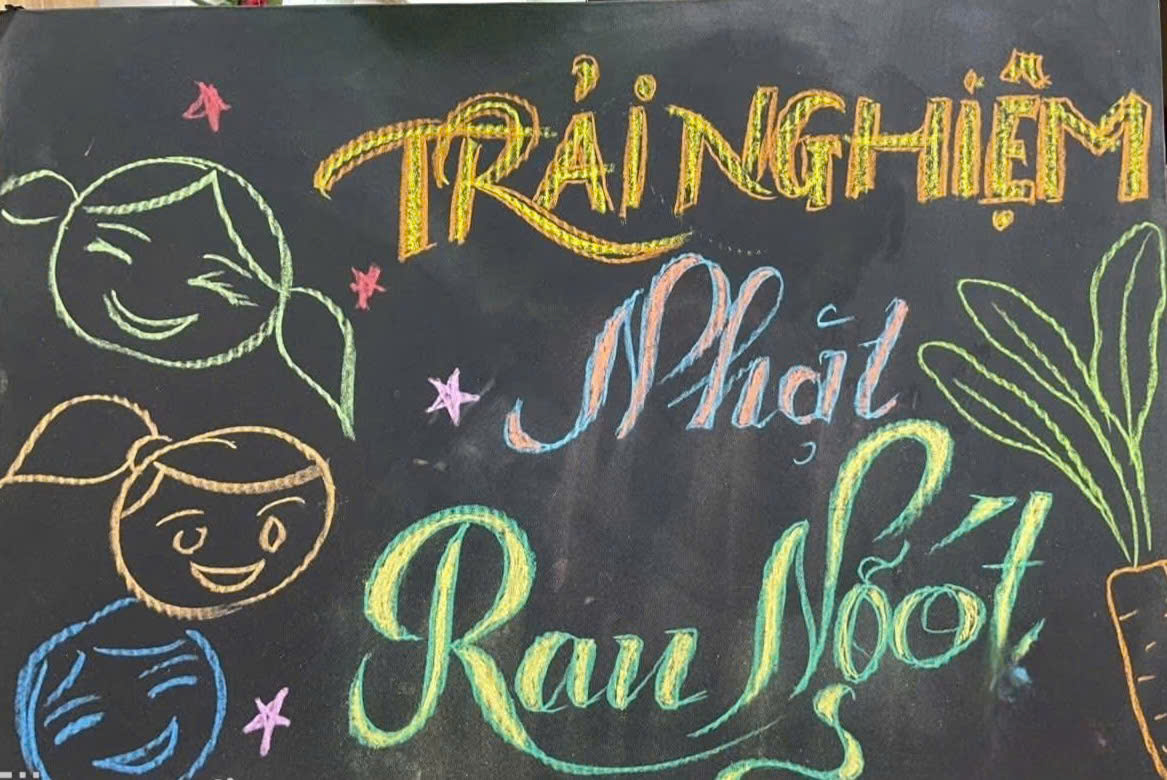 TRẢI NGHIỆM
Nhặt
Rau Ngót